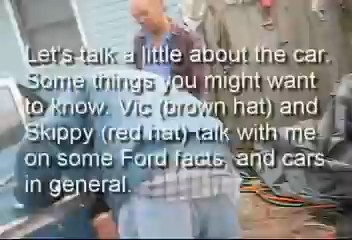 Let's talk a little about the car.
Some things you might want
to know. Vic (brown hat) and
Skippy (red hat) talk with me
on some Ford facts, and cars
in general.